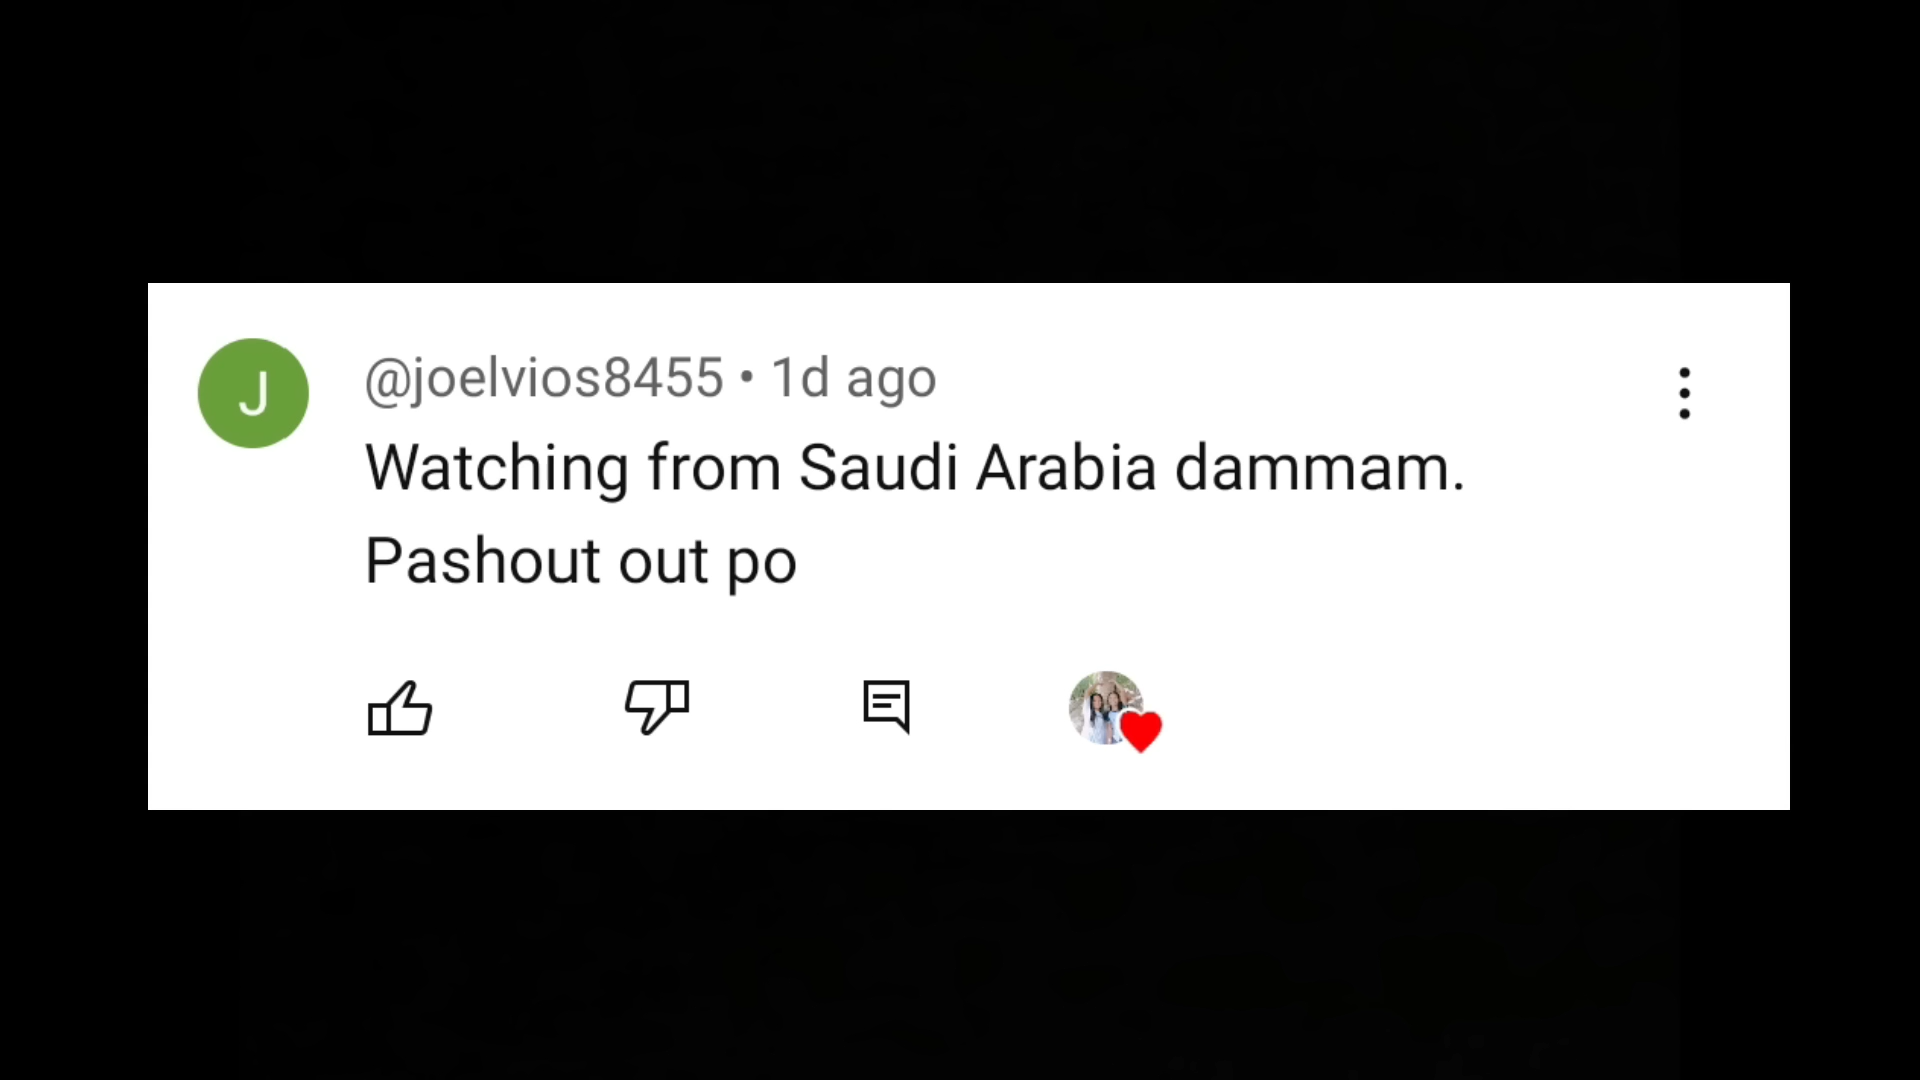 J
@joelvios8455 • 1d ago
Watching from Saudi Arabia dammam.
Pashout out po